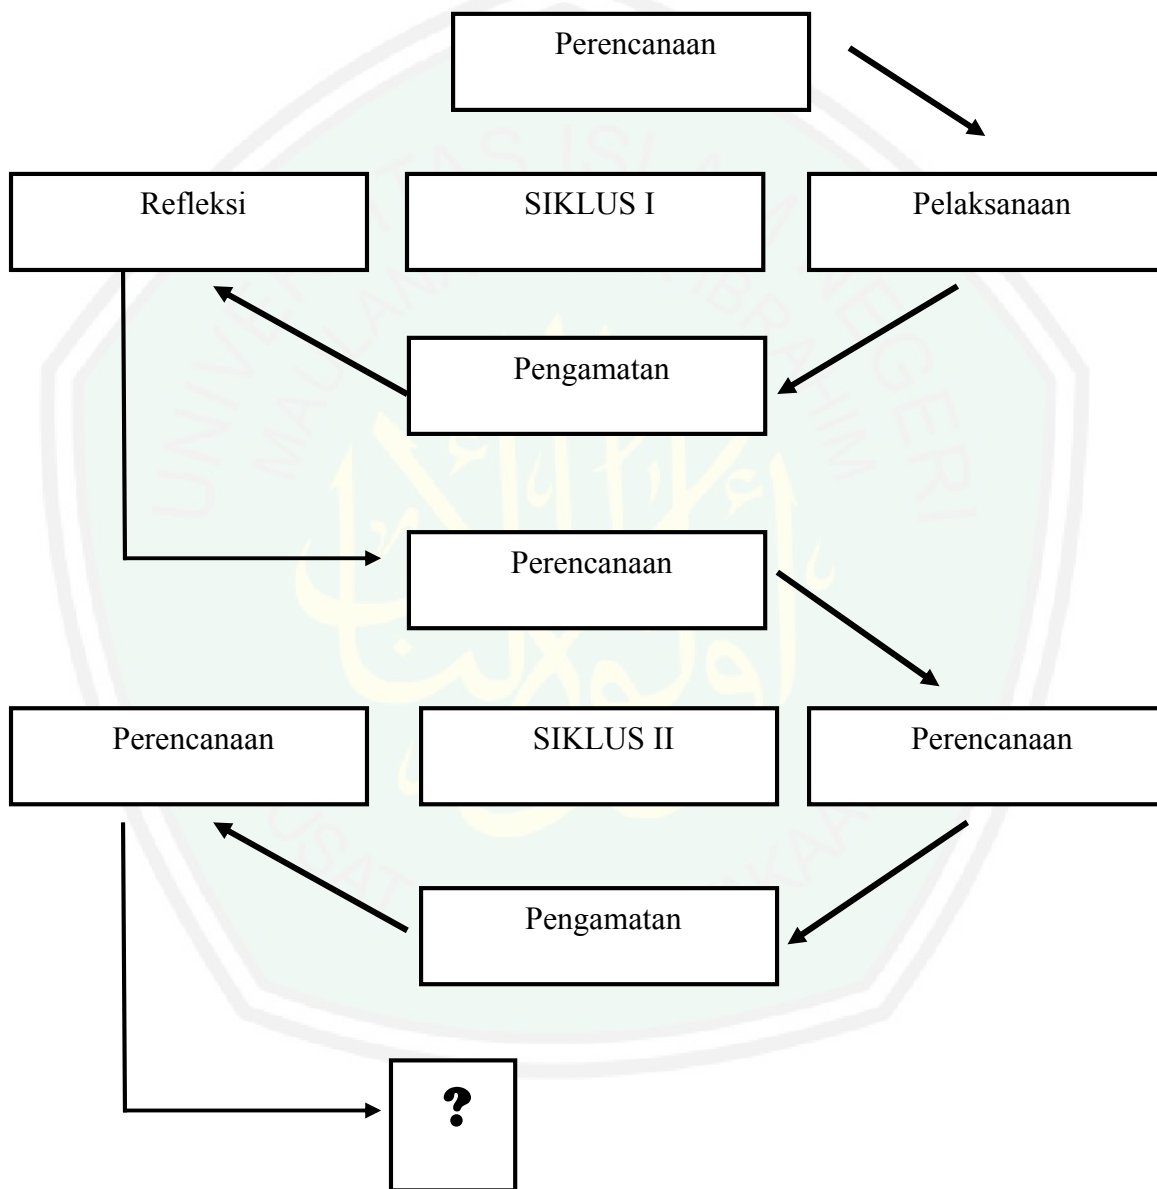 Perencanaan
Refleksi
SIKLUS I
Pelaksanaan
Pengamatan
Perencanaan
Perencanaan
SIKLUS II
Perencanaan
Pengamatan
?